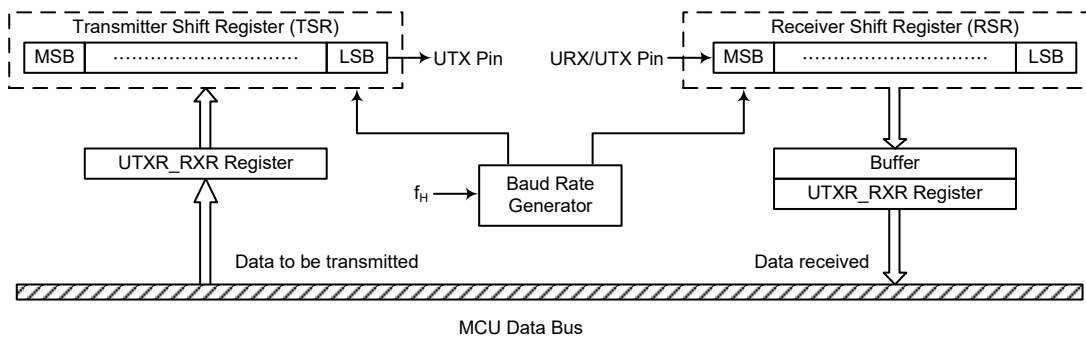 Transmitter Shift Register (TSR)
MSB ................................ LSB
UTX Pin
URX/UTX Pin
Receiver Shift Register (RSR)
MSB ................................ LSB
UTXR_RXR Register
fH
Baud Rate
Generator
Buffer
UTXR_RXR Register
Data to be transmitted
Data received
MCU Data Bus